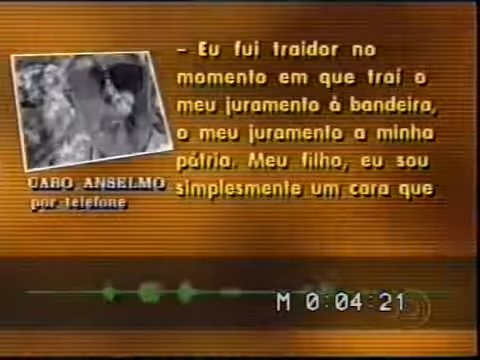 – Eu fui traidor no
momento em que traí o
meu juramento à bandeira,
o meu juramento a minha
pátria. Meu filho, eu sou
simplesmente um cara que
CABO ANSELMO
por telefone
M 0:04:21